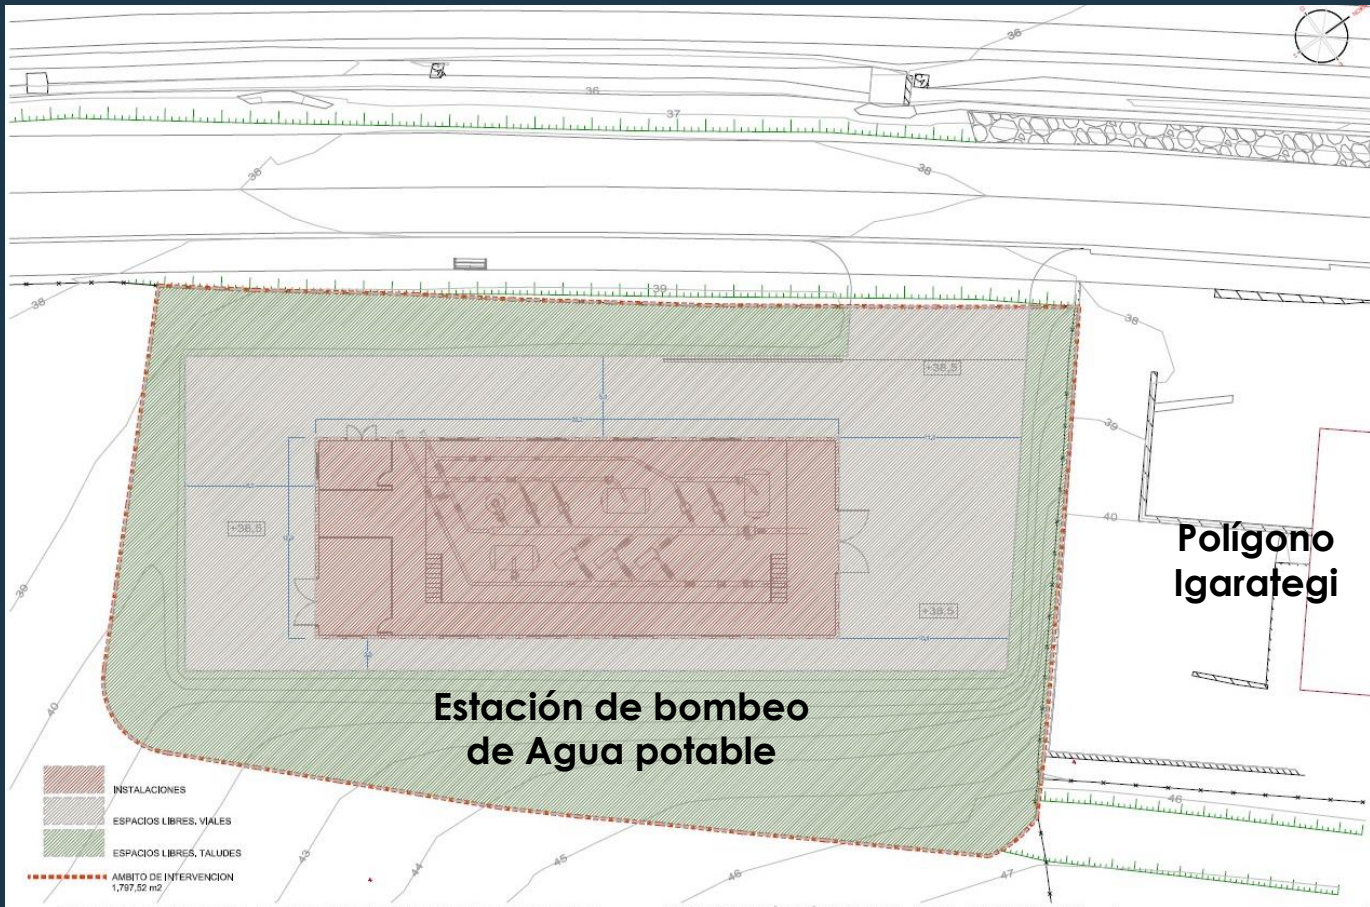 36
36
37
38
38
39
38
38
+38,5
39
+38,5
40
Polígono
Igarategi
39
+38,5
Estación de bombeo
de Agua potable
40
INSTALACIONES
ESPACIOS LIBRES, VIALES
ESPACIOS LIBRES, TALUDES
AMBITO DE INTERVENCION
1,797,52 m2
43
44
45
46
46
47